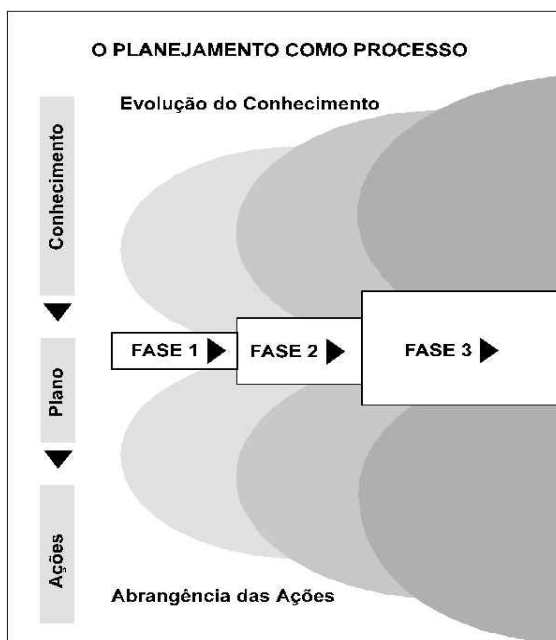 O PLANEJAMENTO COMO PROCESSO
Evolução do Conhecimento
Conhecimento
FASE 1
FASE 2
FASE 3
Plano
Ações
Abrangência das Ações